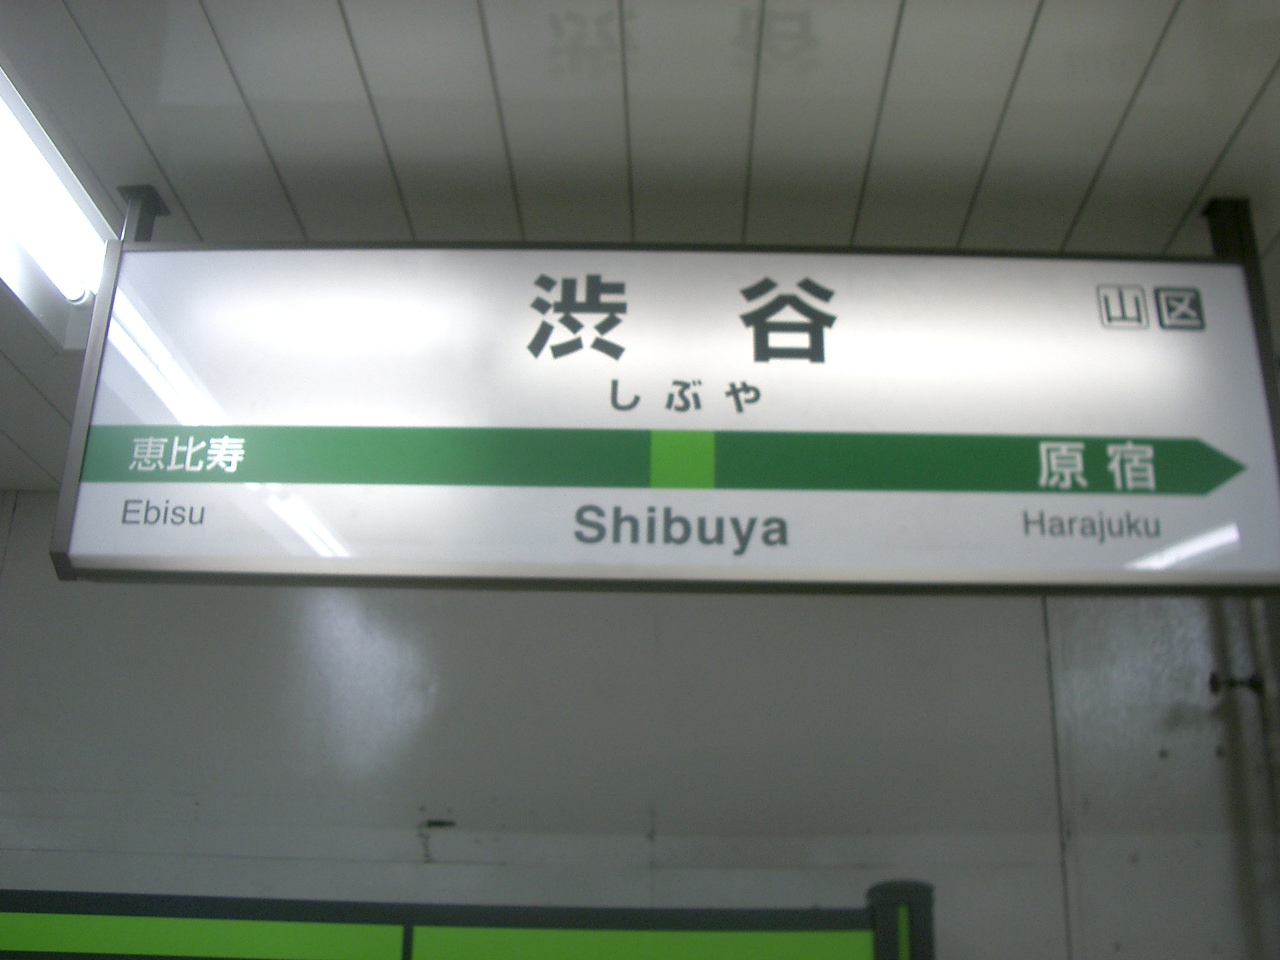 渋谷
山区
しぶや
恵比寿
原宿
Ebisu
Shibuya
Harajuku